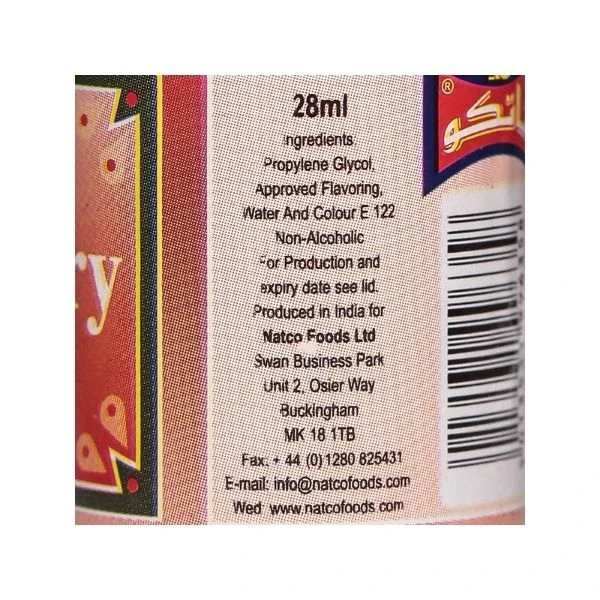 28ml
Ingredients
Propylene Glycol,
Approved Flavoring,
Water And Colour E 122
Non-Alcoholic
For Production and
expiry date see lid.
Produced in India for
Natco Foods Ltd
Swan Business Park
Unit 2, Osier Way
Buckingham
MK 18 1TB
Fax: + 44 (0)1280 825431
E-mail: info@natcofoods.com
Wed: www.natcofoods.com
ry
®